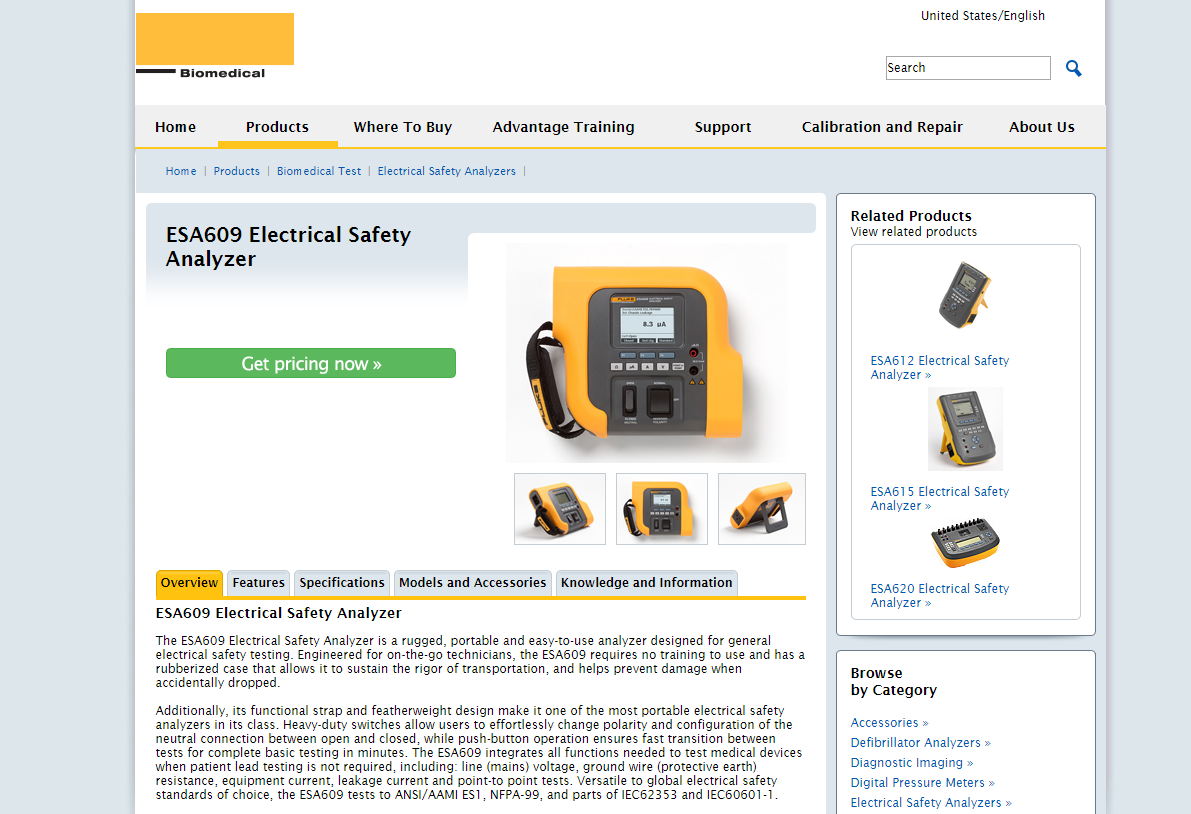 United States/English
Biomedical
Search
Home Products Where To Buy Advantage Training Support Calibration and Repair About Us
Home | Products | Biomedical Test | Electrical Safety Analyzers |
ESA609 Electrical Safety
Analyzer
Get pricing now »
FLUKE
8.3 µA
Overview Features Specifications Models and Accessories Knowledge and Information
ESA609 Electrical Safety Analyzer
The ESA609 Electrical Safety Analyzer is a rugged, portable and easy-to-use analyzer designed for general
electrical safety testing. Engineered for on-the-go technicians, the ESA609 requires no training to use and has a
rubberized case that allows it to sustain the rigor of transportation, and helps prevent damage when
accidentally dropped.
Additionally, its functional strap and featherweight design make it one of the most portable electrical safety
analyzers in its class. Heavy-duty switches allow users to effortlessly change polarity and configuration of the
neutral connection between open and closed, while push-button operation ensures fast transition between
tests for complete basic testing in minutes. The ESA609 integrates all functions needed to test medical devices
when patient lead testing is not required, including: line (mains) voltage, ground wire (protective earth)
resistance, equipment current, leakage current and point-to point tests. Versatile to global electrical safety
standards of choice, the ESA609 tests to ANSI/AAMI ES1, NFPA-99, and parts of IEC62353 and IEC60601-1.
Related Products
View related products
ESA612 Electrical Safety
Analyzer »
ESA615 Electrical Safety
Analyzer »
ESA620 Electrical Safety
Analyzer »
Browse
by Category
Accessories »
Defibrillator Analyzers »
Diagnostic Imaging »
Digital Pressure Meters »
Electrical Safety Analyzers »